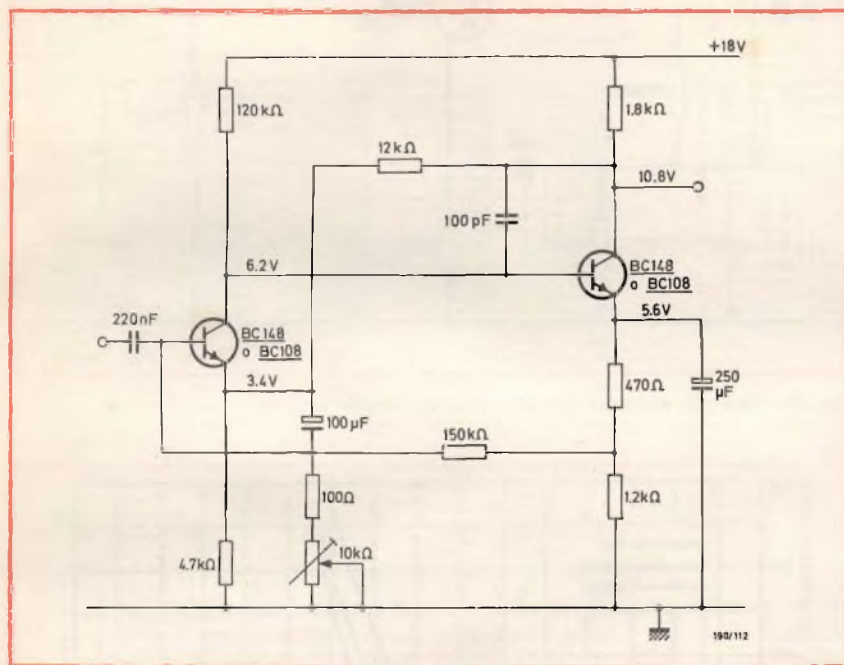 +18V
120kΩ
1,8kΩ
12kΩ
10.8V
100pF
6.2V
BC148
o BC108
5.6V
220nF
BC148
o BC108
3.4V
470Ω
250
µF
100µF
150kΩ
100Ω
1,2kΩ
4.7kΩ
10kΩ
190/112